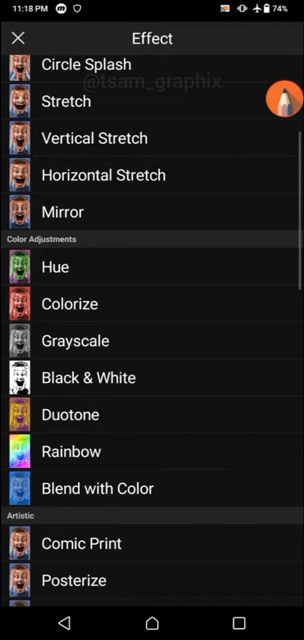 11:18 PM
74%
Effect
Circle Splash
@tsam_graphix
Stretch
Vertical Stretch
Horizontal Stretch
Mirror
Color Adjustments
Hue
Colorize
Grayscale
Black & White
Duotone
Rainbow
Blend with Color
Artistic
Comic Print
Posterize